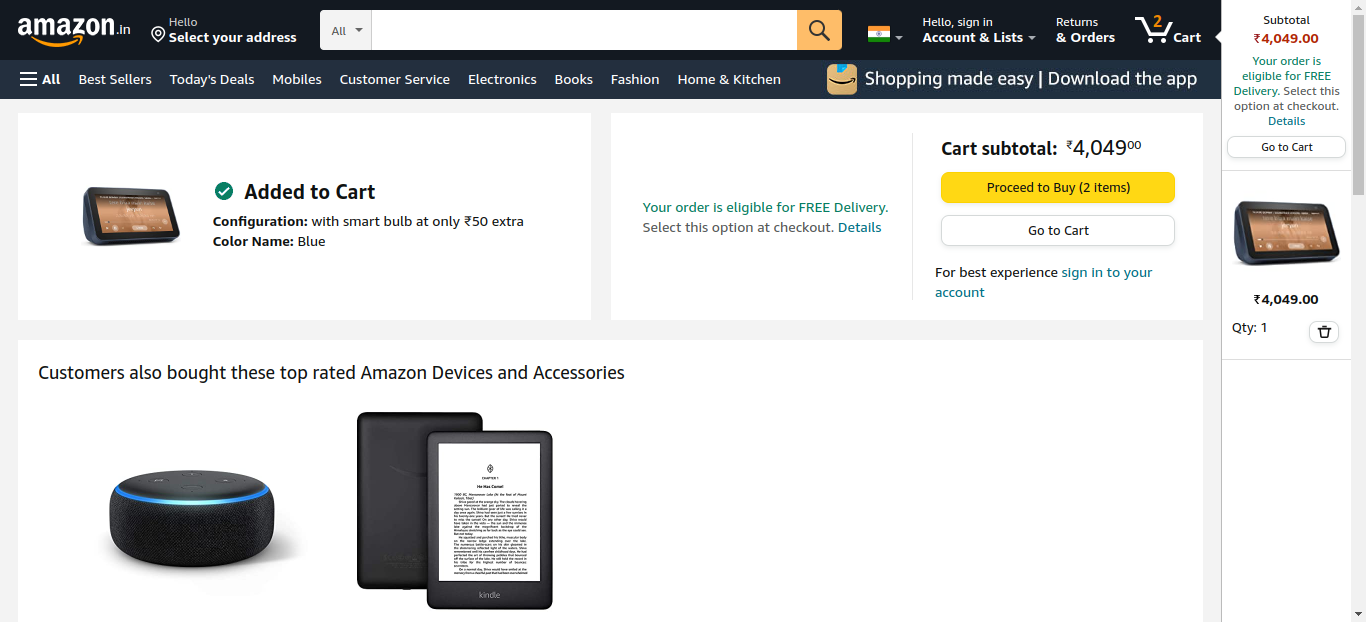 amazon.in
Hello
Select your address
All
Hello, sign in
Account & Lists
Returns
& Orders
2
Cart
All
Best Sellers
Today's Deals
Mobiles
Customer Service
Electronics
Books
Fashion
Home & Kitchen
Shopping made easy | Download the app
Added to Cart
Configuration: with smart bulb at only ₹50 extra
Color Name: Blue
Your order is eligible for FREE Delivery.
Select this option at checkout. Details
Cart subtotal: ₹4,049⁰⁰
Proceed to Buy (2 items)
Go to Cart
For best experience sign in to your
account
Customers also bought these top rated Amazon Devices and Accessories
CHAPTER 1
He Has Come!
kindle
Subtotal
₹4,049.00
Your order is
eligible for FREE
Delivery. Select this
option at checkout.
Details
Go to Cart
₹4,049.00
Qty: 1